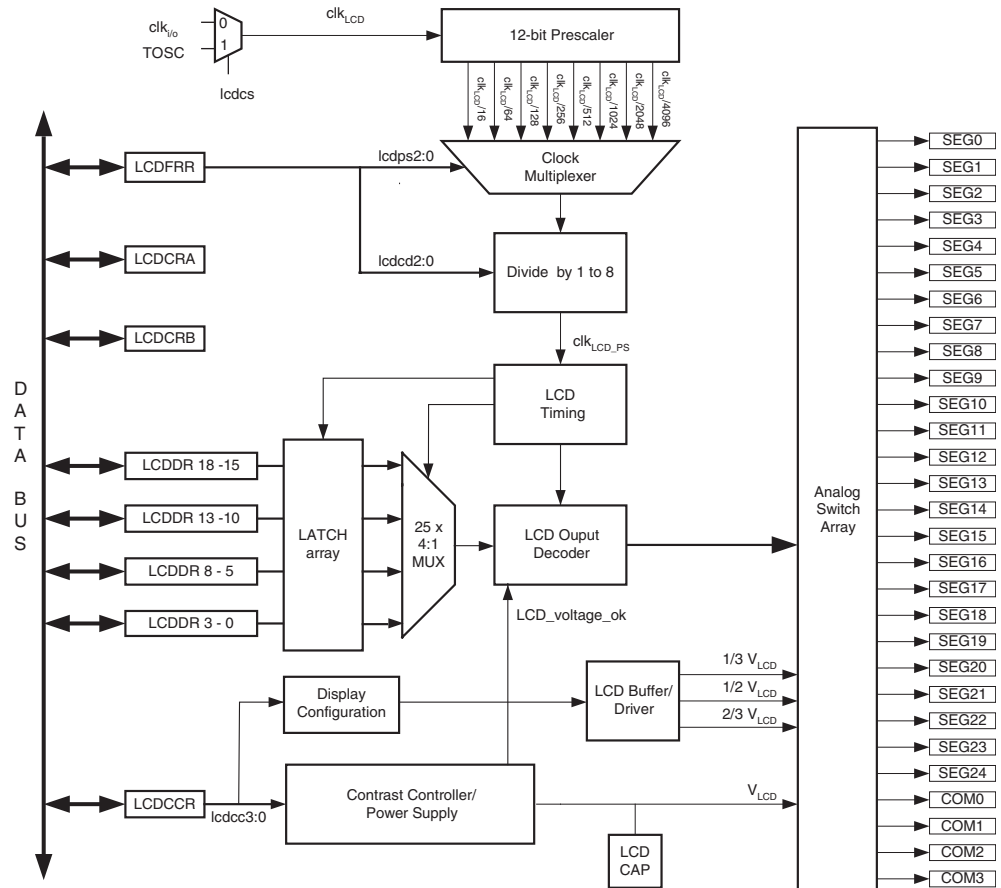 clk_i/o
0
clk_LCD
12-bit Prescaler
TOSC
1
lcdcs
clk_LCD/16
clk_LCD/64
clk_LCD/128
clk_LCD/256
clk_LCD/512
clk_LCD/1024
clk_LCD/2048
clk_LCD/4096
LCDFRR
lcdps2:0
Clock
Multiplexer
LCDCRA
lcdcd2:0
Divide by 1 to 8
LCDCRB
clk_LCD_PS
LCD
Timing
DATA
BUS
LCDDR 18 -15
LCDDR 13 -10
LCDDR 8 - 5
LCDDR 3 - 0
LATCH
array
25 x
4:1
MUX
LCD Ouput
Decoder
LCD_voltage_ok
Analog
Switch
Array
Display
Configuration
LCD Buffer/
Driver
1/3 V_LCD
1/2 V_LCD
2/3 V_LCD
LCDCCR
lcdcc3:0
Contrast Controller/
Power Supply
V_LCD
LCD
CAP
SEG0
SEG1
SEG2
SEG3
SEG4
SEG5
SEG6
SEG7
SEG8
SEG9
SEG10
SEG11
SEG12
SEG13
SEG14
SEG15
SEG16
SEG17
SEG18
SEG19
SEG20
SEG21
SEG22
SEG23
SEG24
COM0
COM1
COM2
COM3